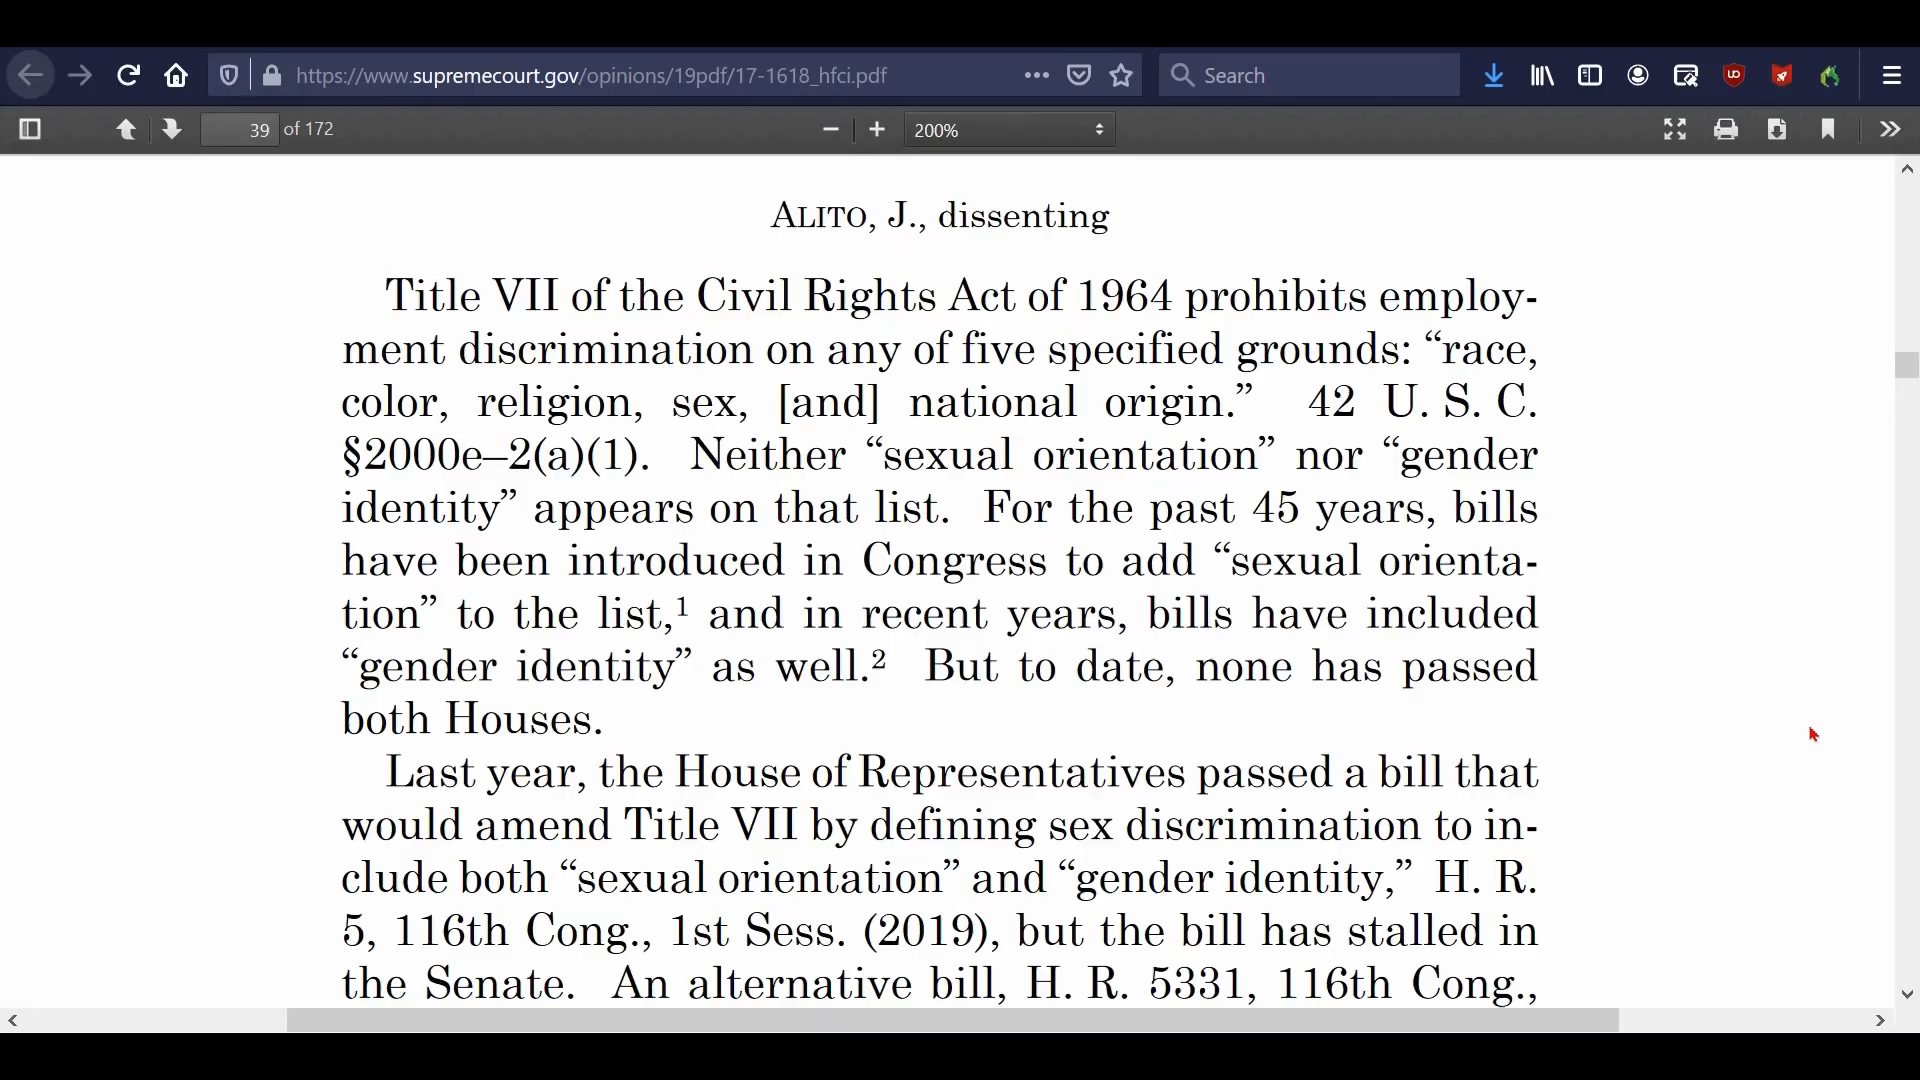 https://www.supremecourt.gov/opinions/19pdf/17-1618_hfci.pdf
Search
39 of 172
200%
ALITO, J., dissenting
Title VII of the Civil Rights Act of 1964 prohibits employ-
ment discrimination on any of five specified grounds: “race,
color, religion, sex, [and] national origin.” 42 U. S. C.
§2000e–2(a)(1). Neither “sexual orientation” nor “gender
identity” appears on that list. For the past 45 years, bills
have been introduced in Congress to add “sexual orienta-
tion” to the list,¹ and in recent years, bills have included
“gender identity” as well.² But to date, none has passed
both Houses.
Last year, the House of Representatives passed a bill that
would amend Title VII by defining sex discrimination to in-
clude both “sexual orientation” and “gender identity,” H. R.
5, 116th Cong., 1st Sess. (2019), but the bill has stalled in
the Senate. An alternative bill, H. R. 5331, 116th Cong.,